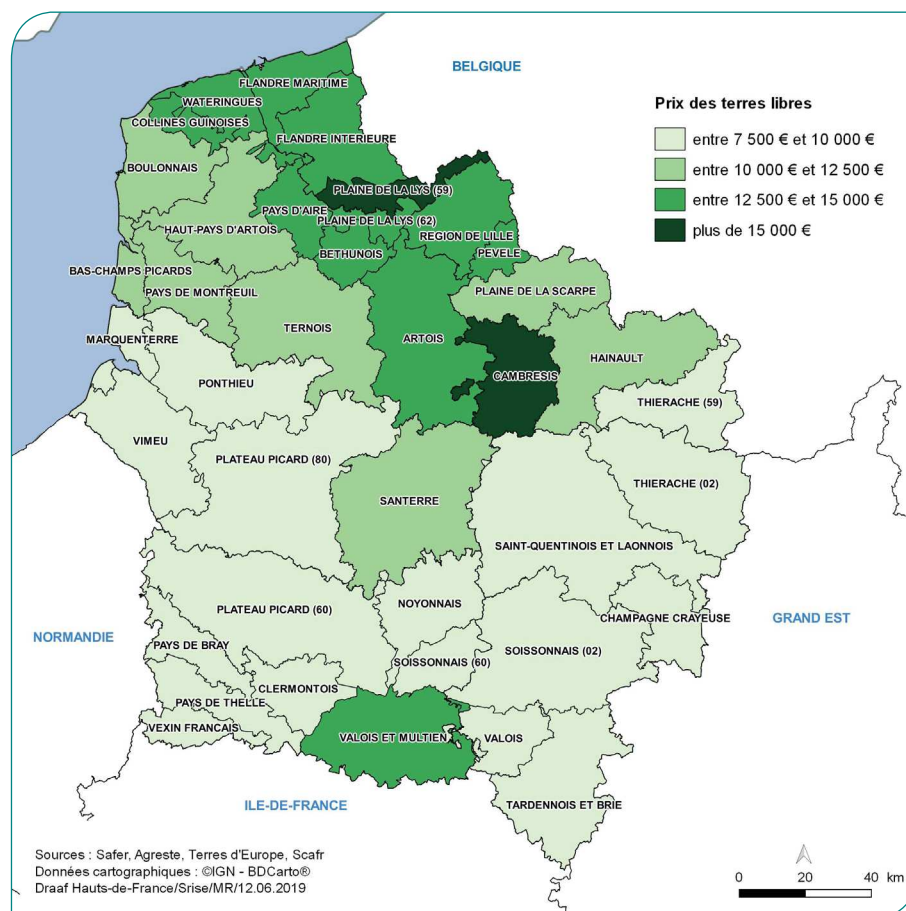 BELGIQUE
Prix des terres libres
entre 7 500 € et 10 000 €
entre 10 000 € et 12 500 €
entre 12 500 € et 15 000 €
plus de 15 000 €
FLANDRE MARITIME
WATERINGUES
COLLINES GUINOISES
FLANDRE INTERIEURE
BOULONNAIS
PLAINE DE LA LYS (59)
PAYS D'AIRE
PLAINE DE LA LYS (62)
HAUT-PAYS D'ARTOIS
REGION DE LILLE
BETHUNOIS
PEVELE
BAS-CHAMPS PICARDS
PAYS DE MONTREUIL
PLAINE DE LA SCARPE
TERNOIS
MARQUENTERRE
ARTOIS
HAINAULT
CAMBRESIS
PONTHIEU
THIERACHE (59)
VIMEU
PLATEAU PICARD (80)
THIERACHE (02)
SANTERRE
SAINT-QUENTINOIS ET LAONNOIS
NOYONNAIS
PLATEAU PICARD (60)
CHAMPAGNE CRAYEUSE
GRAND EST
NORMANDIE
PAYS DE BRAY
SOISSONNAIS (02)
SOISSONNAIS (60)
CLERMONTOIS
PAYS DE THELLE
VEXIN FRANCAIS
VALOIS ET MULTIEN
VALOIS
ILE-DE-FRANCE
TARDENNOIS ET BRIE
Sources : Safer, Agreste, Terres d'Europe, Scafr
Données cartographiques : ©IGN - BDCarto®
Draaf Hauts-de-France/Srise/MR/12.06.2019
0 20 40 km